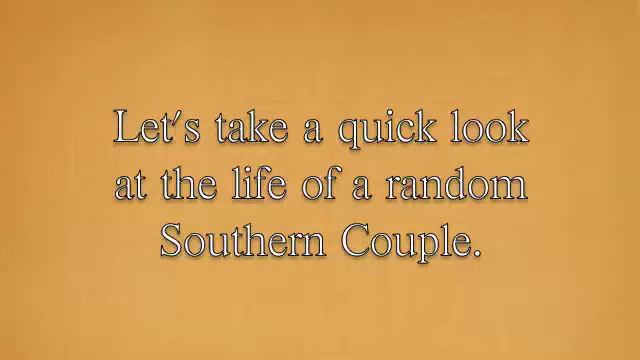 Let's take a quick look
at the life of a random
Southern Couple.